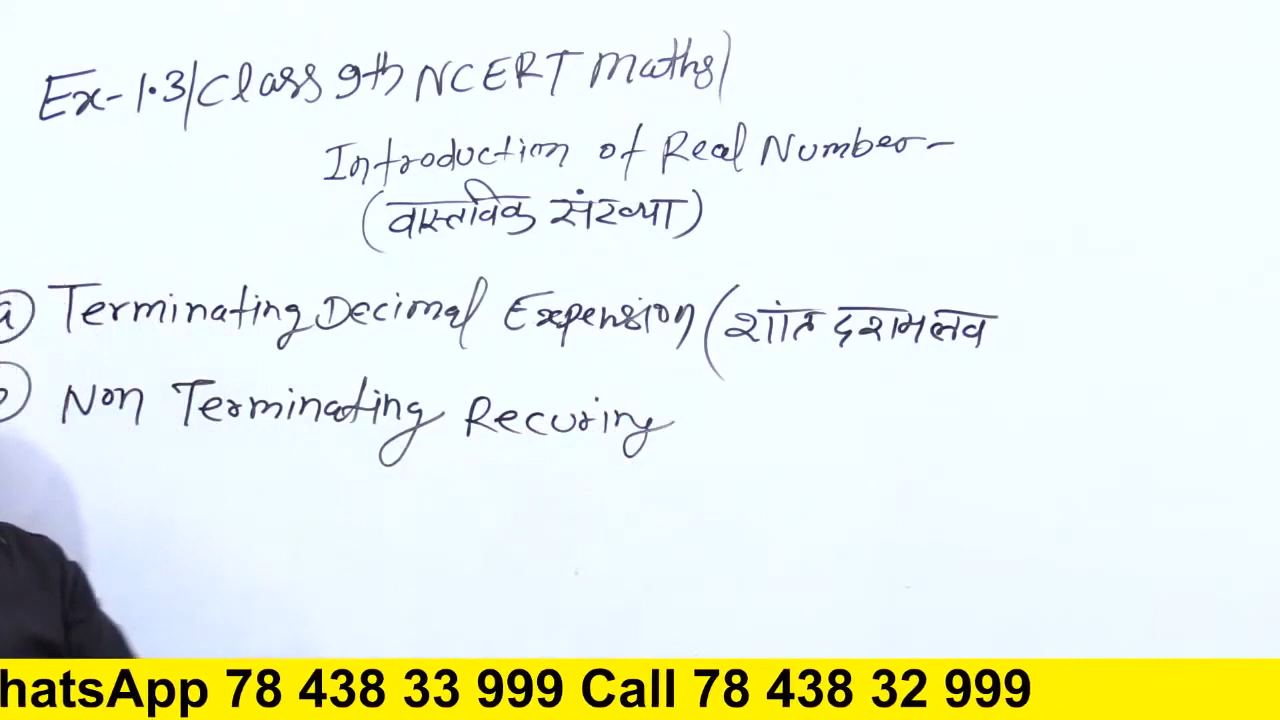 Ex-1.3/Class 9th NCERT Maths/
Introduction of Real Number-
(वास्तविक संख्या)
a Terminating Decimal Expension (शांत दशमलव
Non Terminating Recuring
hatsApp 78 438 33 999 Call 78 438 32 999